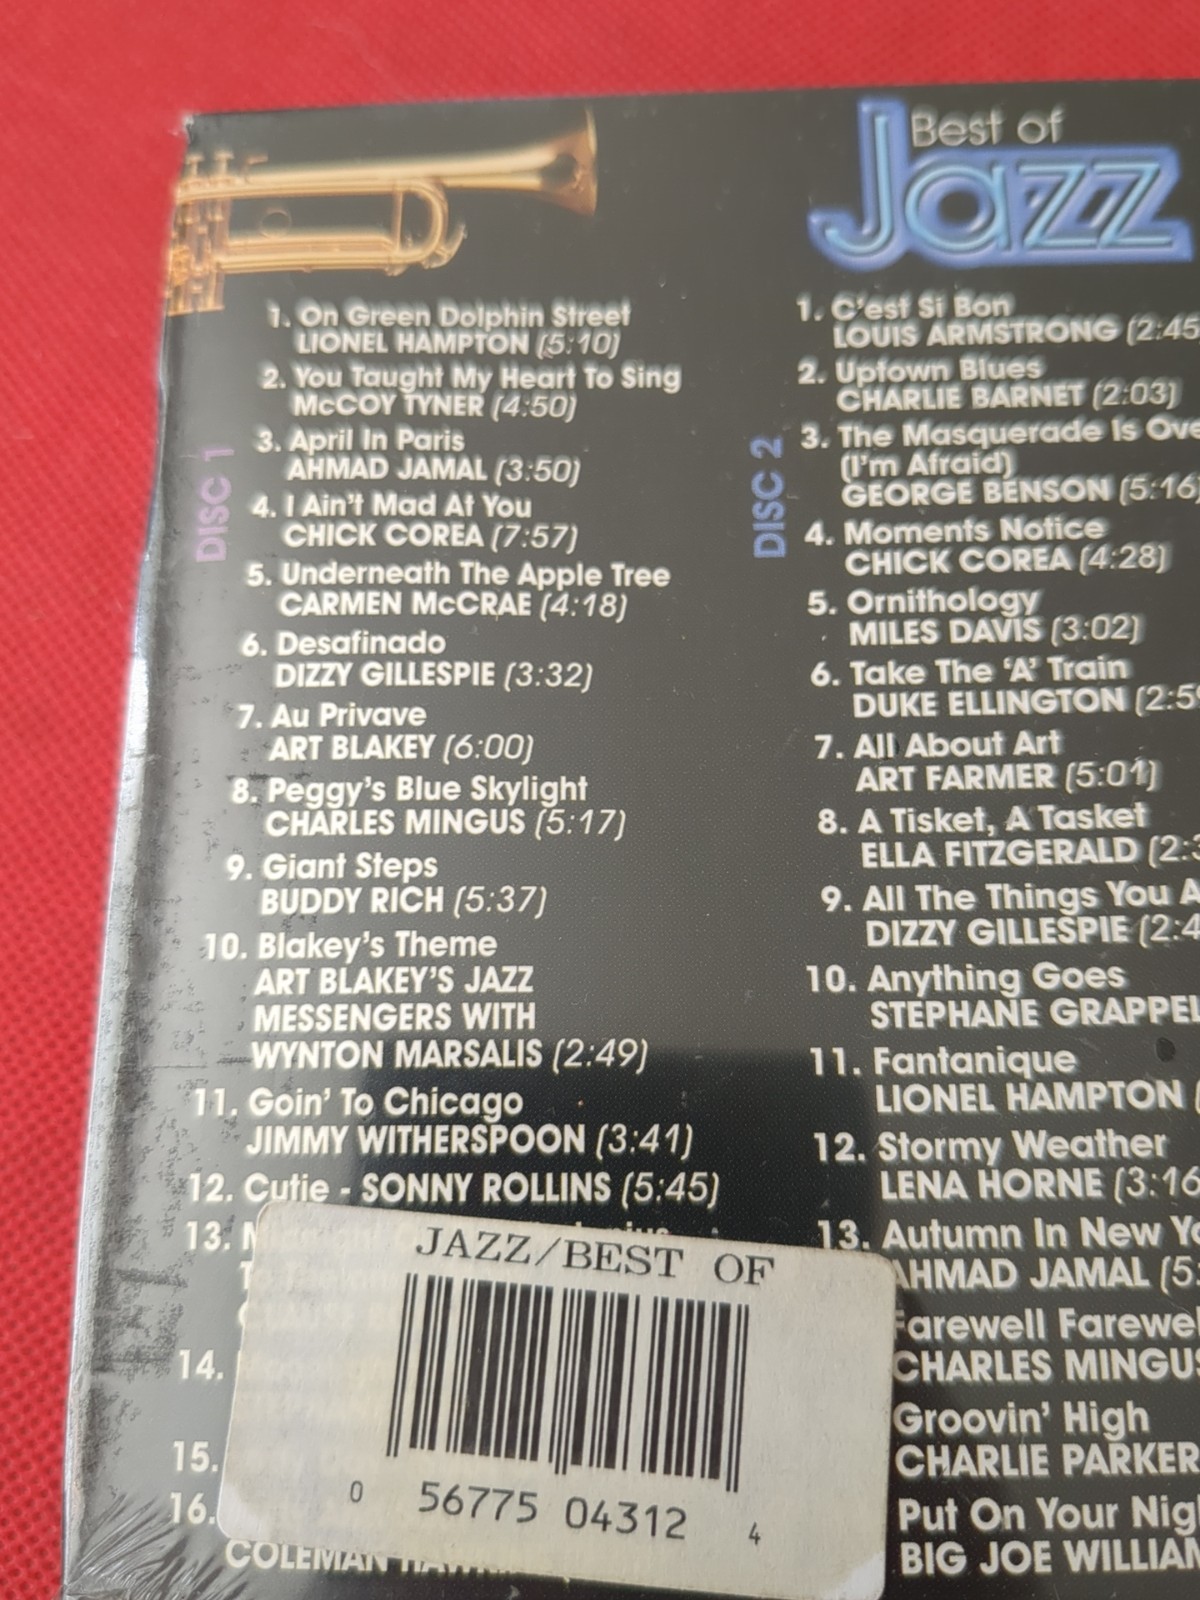 Best of
Jazz
DISC 1
1. On Green Dolphin Street
LIONEL HAMPTON (5:10)
2. You Taught My Heart To Sing
McCOY TYNER (4:50)
3. April In Paris
AHMAD JAMAL (3:50)
4. I Ain't Mad At You
CHICK COREA (7:57)
5. Underneath The Apple Tree
CARMEN McCRAE (4:18)
6. Desafinado
DIZZY GILLESPIE (3:32)
7. Au Privave
ART BLAKEY (6:00)
8. Peggy's Blue Skylight
CHARLES MINGUS (5:17)
9. Giant Steps
BUDDY RICH (5:37)
10. Blakey's Theme
ART BLAKEY'S JAZZ
MESSENGERS WITH
WYNTON MARSALIS (2:49)
11. Goin' To Chicago
JIMMY WITHERSPOON (3:41)
12. Cutie - SONNY ROLLINS (5:45)
13.
14.
15.
16.
COLEMAN
DISC 2
1. C'est Si Bon
LOUIS ARMSTRONG (2:45
2. Uptown Blues
CHARLIE BARNET (2:03)
3. The Masquerade Is Ove
(I'm Afraid)
GEORGE BENSON (5:16)
4. Moments Notice
CHICK COREA (4:28)
5. Ornithology
MILES DAVIS (3:02)
6. Take The 'A' Train
DUKE ELLINGTON (2:59
7. All About Art
ART FARMER (5:01)
8. A Tisket, A Tasket
ELLA FITZGERALD (2:3
9. All The Things You A
DIZZY GILLESPIE (2:4
10. Anything Goes
STEPHANE GRAPPEL
11. Fantanique
LIONEL HAMPTON (
12. Stormy Weather
LENA HORNE (3:16
13. Autumn In New Yo
AHMAD JAMAL (5:
Farewell Farewel
CHARLES MINGUS
Groovin' High
CHARLIE PARKER
Put On Your Nig
BIG JOE WILLIAM
JAZZ/BEST OF
0 56775 04312 4